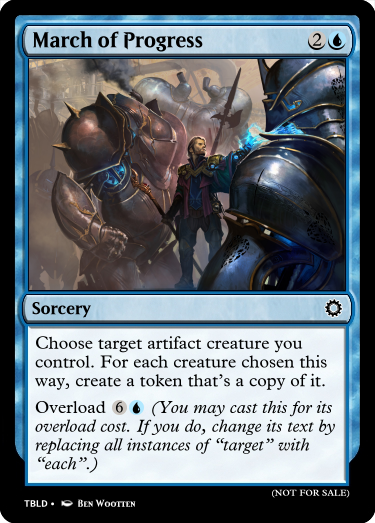 March of Progress 2
Sorcery
Choose target artifact creature you
control. For each creature chosen this
way, create a token that's a copy of it.
Overload 6 (You may cast this for its
overload cost. If you do, change its text by
replacing all instances of “target” with
“each”.)
(NOT FOR SALE)
TBLD • Ben Wootten